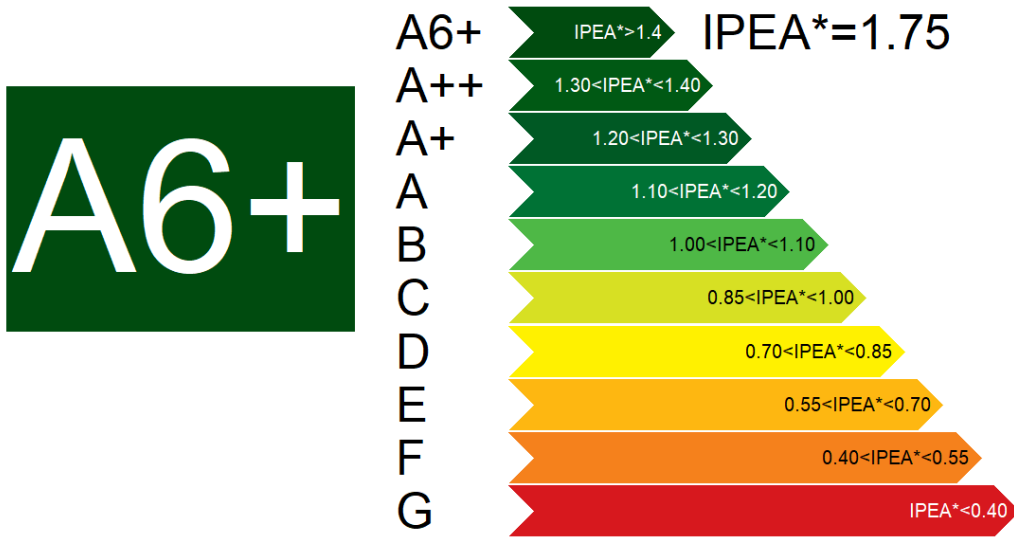 A6+
A6+ IPEA*>1.4 IPEA*=1.75
A++ 1.30<IPEA*<1.40
A+ 1.20<IPEA*<1.30
A 1.10<IPEA*<1.20
B 1.00<IPEA*<1.10
C 0.85<IPEA*<1.00
D 0.70<IPEA*<0.85
E 0.55<IPEA*<0.70
F 0.40<IPEA*<0.55
G IPEA*<0.40